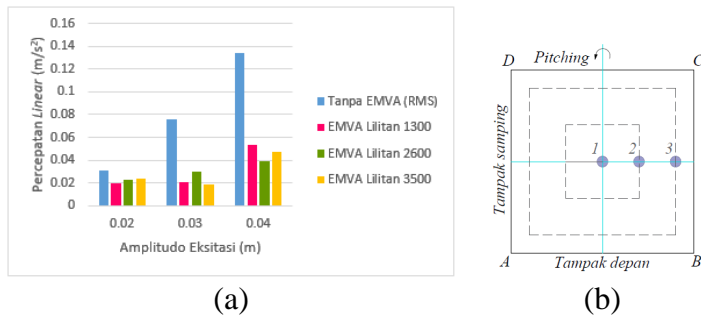 Percepatan Linear (m/s²)
0.16
0.14
0.12
0.1
0.08
0.06
0.04
0.02
0
0.02 0.03 0.04
Amplitudo Eksitasi (m)
Tanpa EMVA (RMS)
EMVA Lilitan 1300
EMVA Lilitan 2600
EMVA Lilitan 3500
(a)
D Pitching C
Tampak samping
1 2 3
A Tampak depan B
(b)